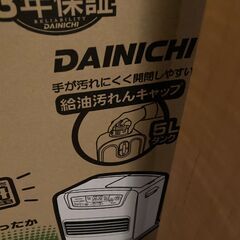 3年保証
RELIABILITY
DAINICHI
DAINICHI
手が汚れにくく開閉しやすい
給油汚れんキャップ
5L
タンク
ったか